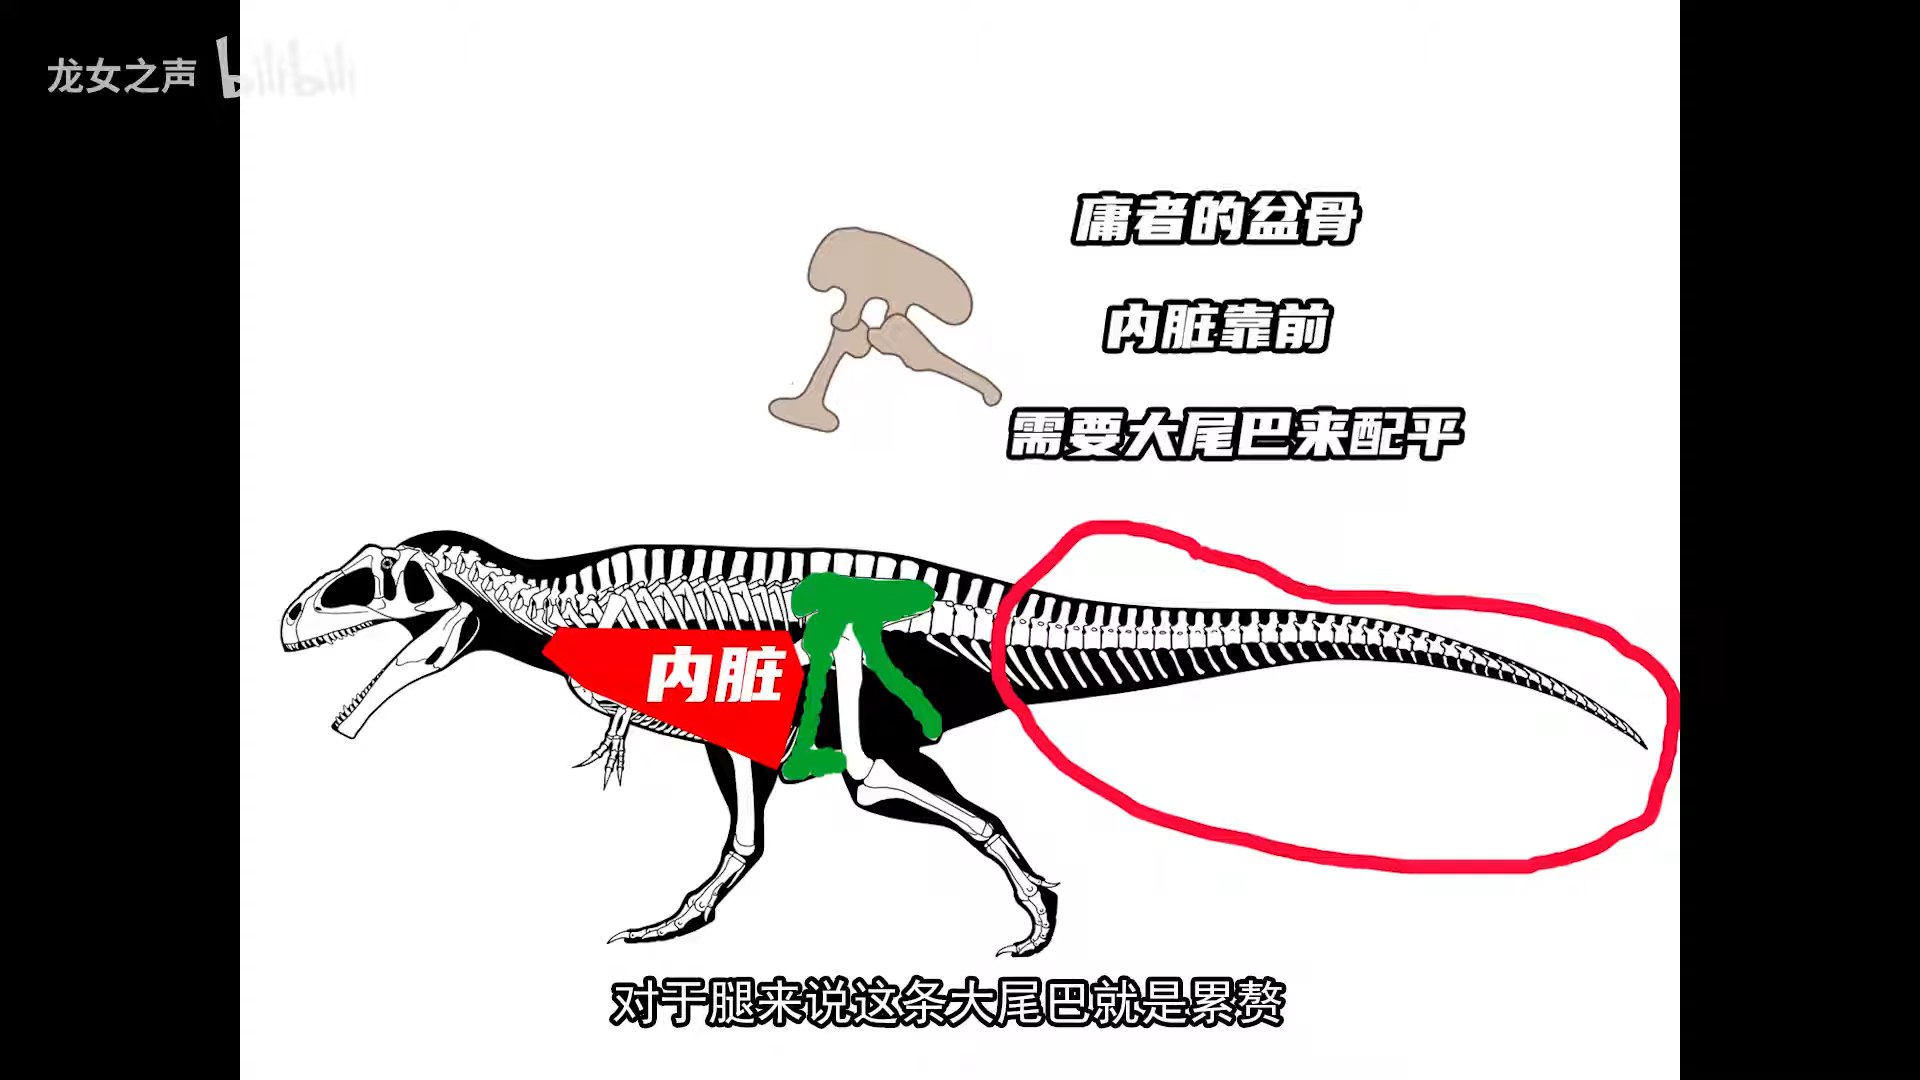 龙女之声 bilibili
庸者的盆骨
内脏靠前
需要大尾巴来配平
内脏
对于腿来说这条大尾巴就是累赘